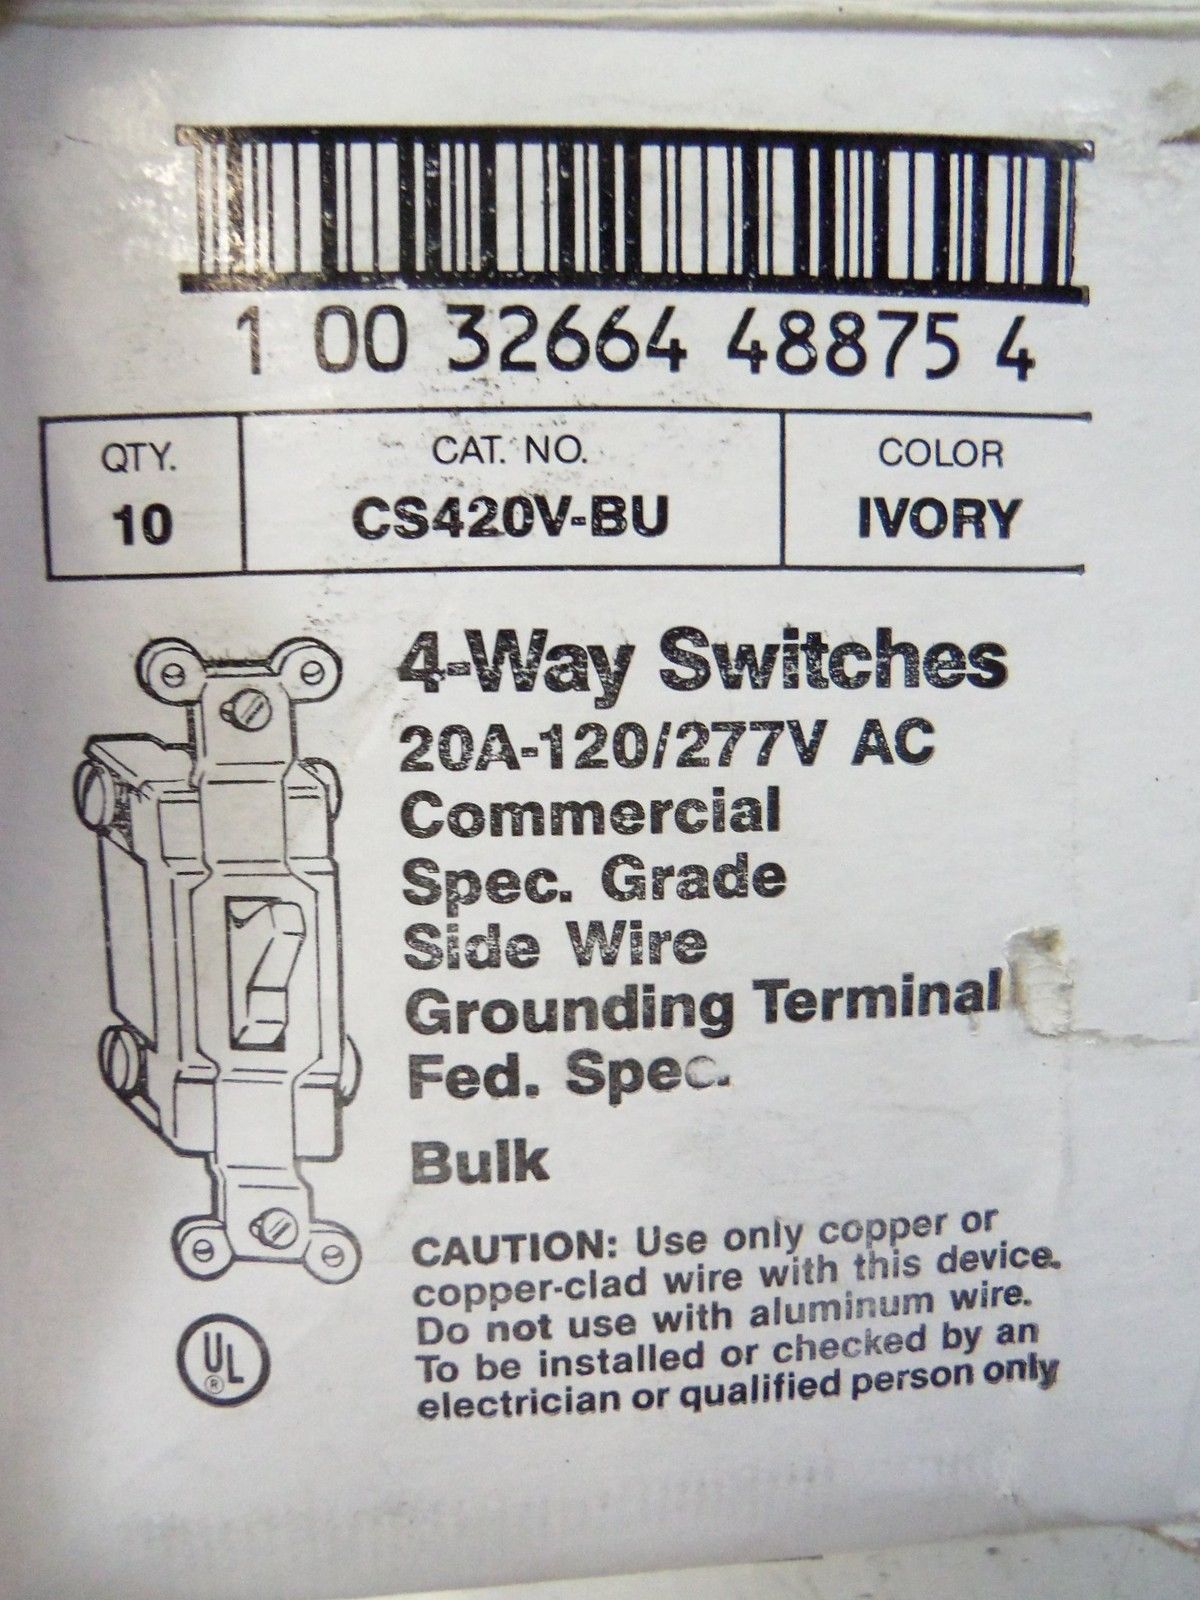 1 00 32664 48875 4
QTY. CAT. NO. COLOR
10 CS420V-BU IVORY
4-Way Switches
20A-120/277V AC
Commercial
Spec. Grade
Side Wire
Grounding Terminal
Fed. Spec.
Bulk
CAUTION: Use only copper or
copper-clad wire with this device.
Do not use with aluminum wire.
To be installed or checked by an
electrician or qualified person only
UL
®